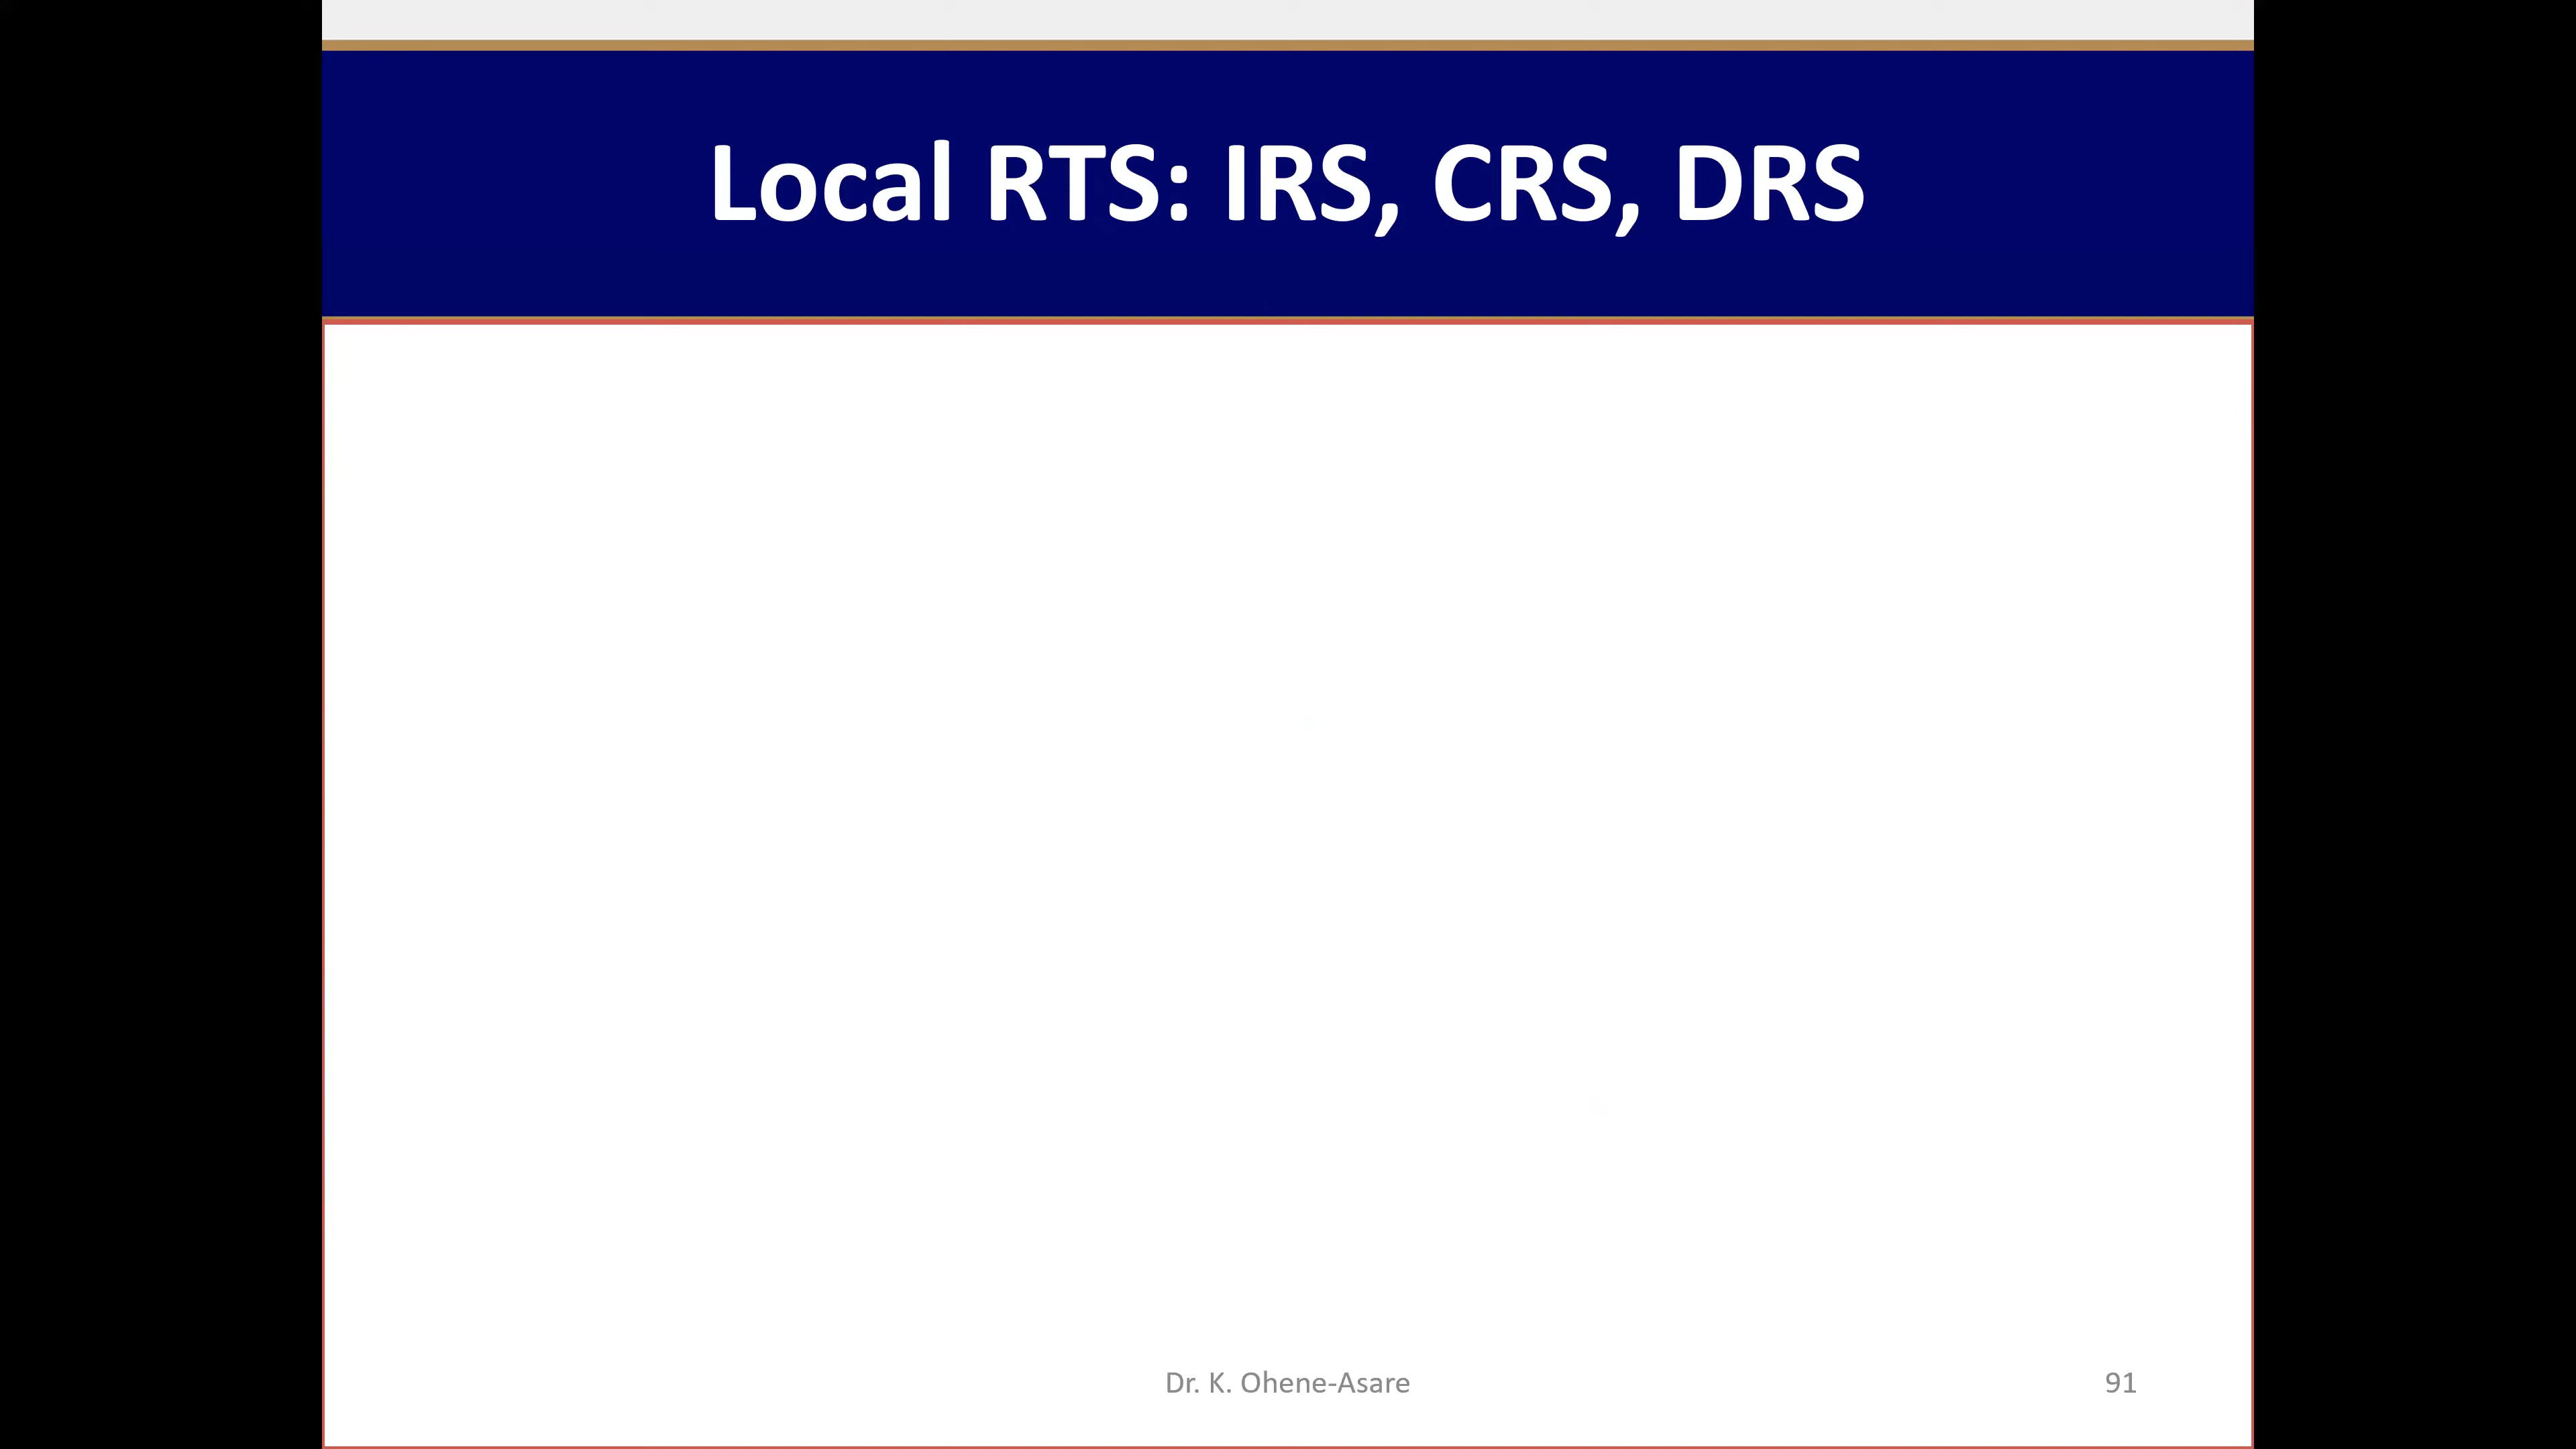 Local RTS: IRS, CRS, DRS
Dr. K. Ohene-Asare
91